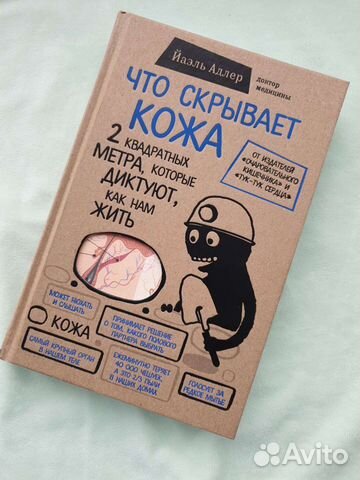 Йаэль Адлер
доктор
медицины
ЧТО СКРЫВАЕТ
КОЖА
2 КВАДРАТНЫХ
МЕТРА, КОТОРЫЕ
ДИКТУЮТ,
КАК НАМ
ЖИТЬ
ОТ ИЗДАТЕЛЕЙ
«ОЧАРОВАТЕЛЬНОГО
КИШЕЧНИКА» И
«ТУК-ТУК СЕРДЦА»
МОЖЕТ НЮХАТЬ
И СЛЫШАТЬ
КОЖА
САМЫЙ КРУПНЫЙ ОРГАН
В НАШЕМ ТЕЛЕ
ПРИНИМАЕТ РЕШЕНИЕ
О ТОМ, КАКОГО ПОЛОВОГО
ПАРТНЕРА ВЫБРАТЬ
ЕЖЕМИНУТНО ТЕРЯЕТ
40 000 ЧЕШУЕК,
А ЭТО 2/3 ПЫЛИ
В НАШИХ ДОМАХ
ГОЛОСУЕТ ЗА
РЕДКОЕ МЫТЬЕ
Avito